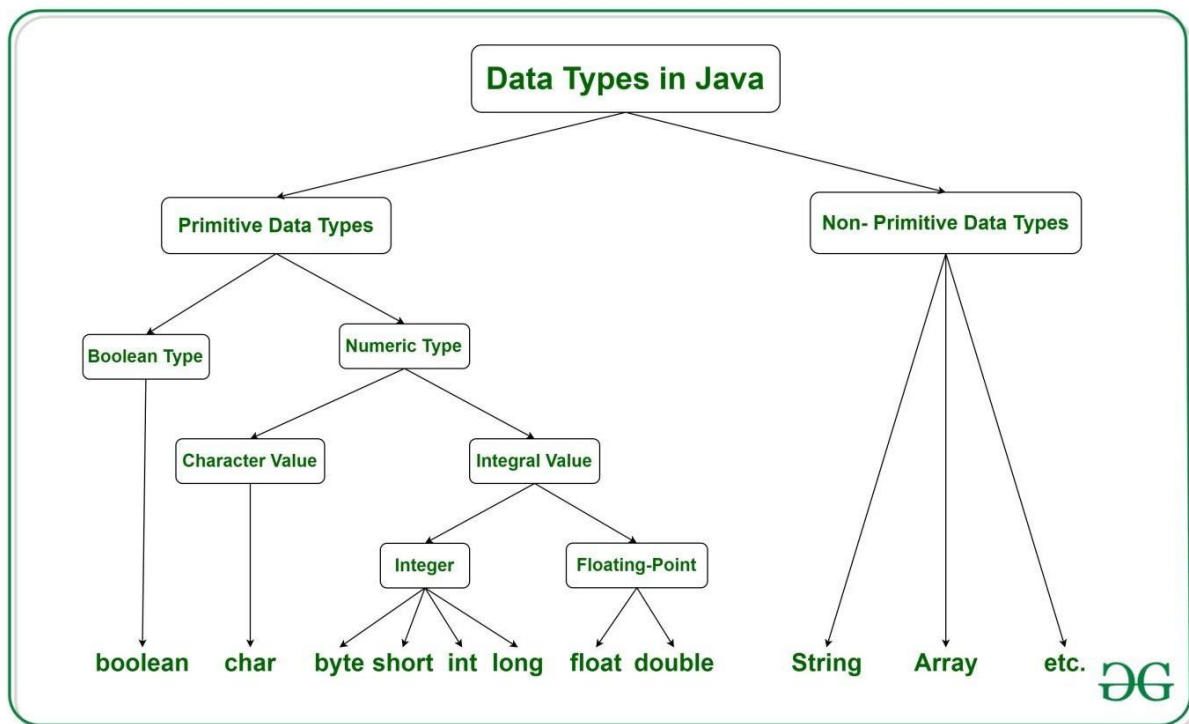 Data Types in Java
Primitive Data Types
Non- Primitive Data Types
Boolean Type
Numeric Type
Character Value
Integral Value
Integer
Floating-Point
boolean
char
byte
short
int
long
float
double
String
Array
etc.